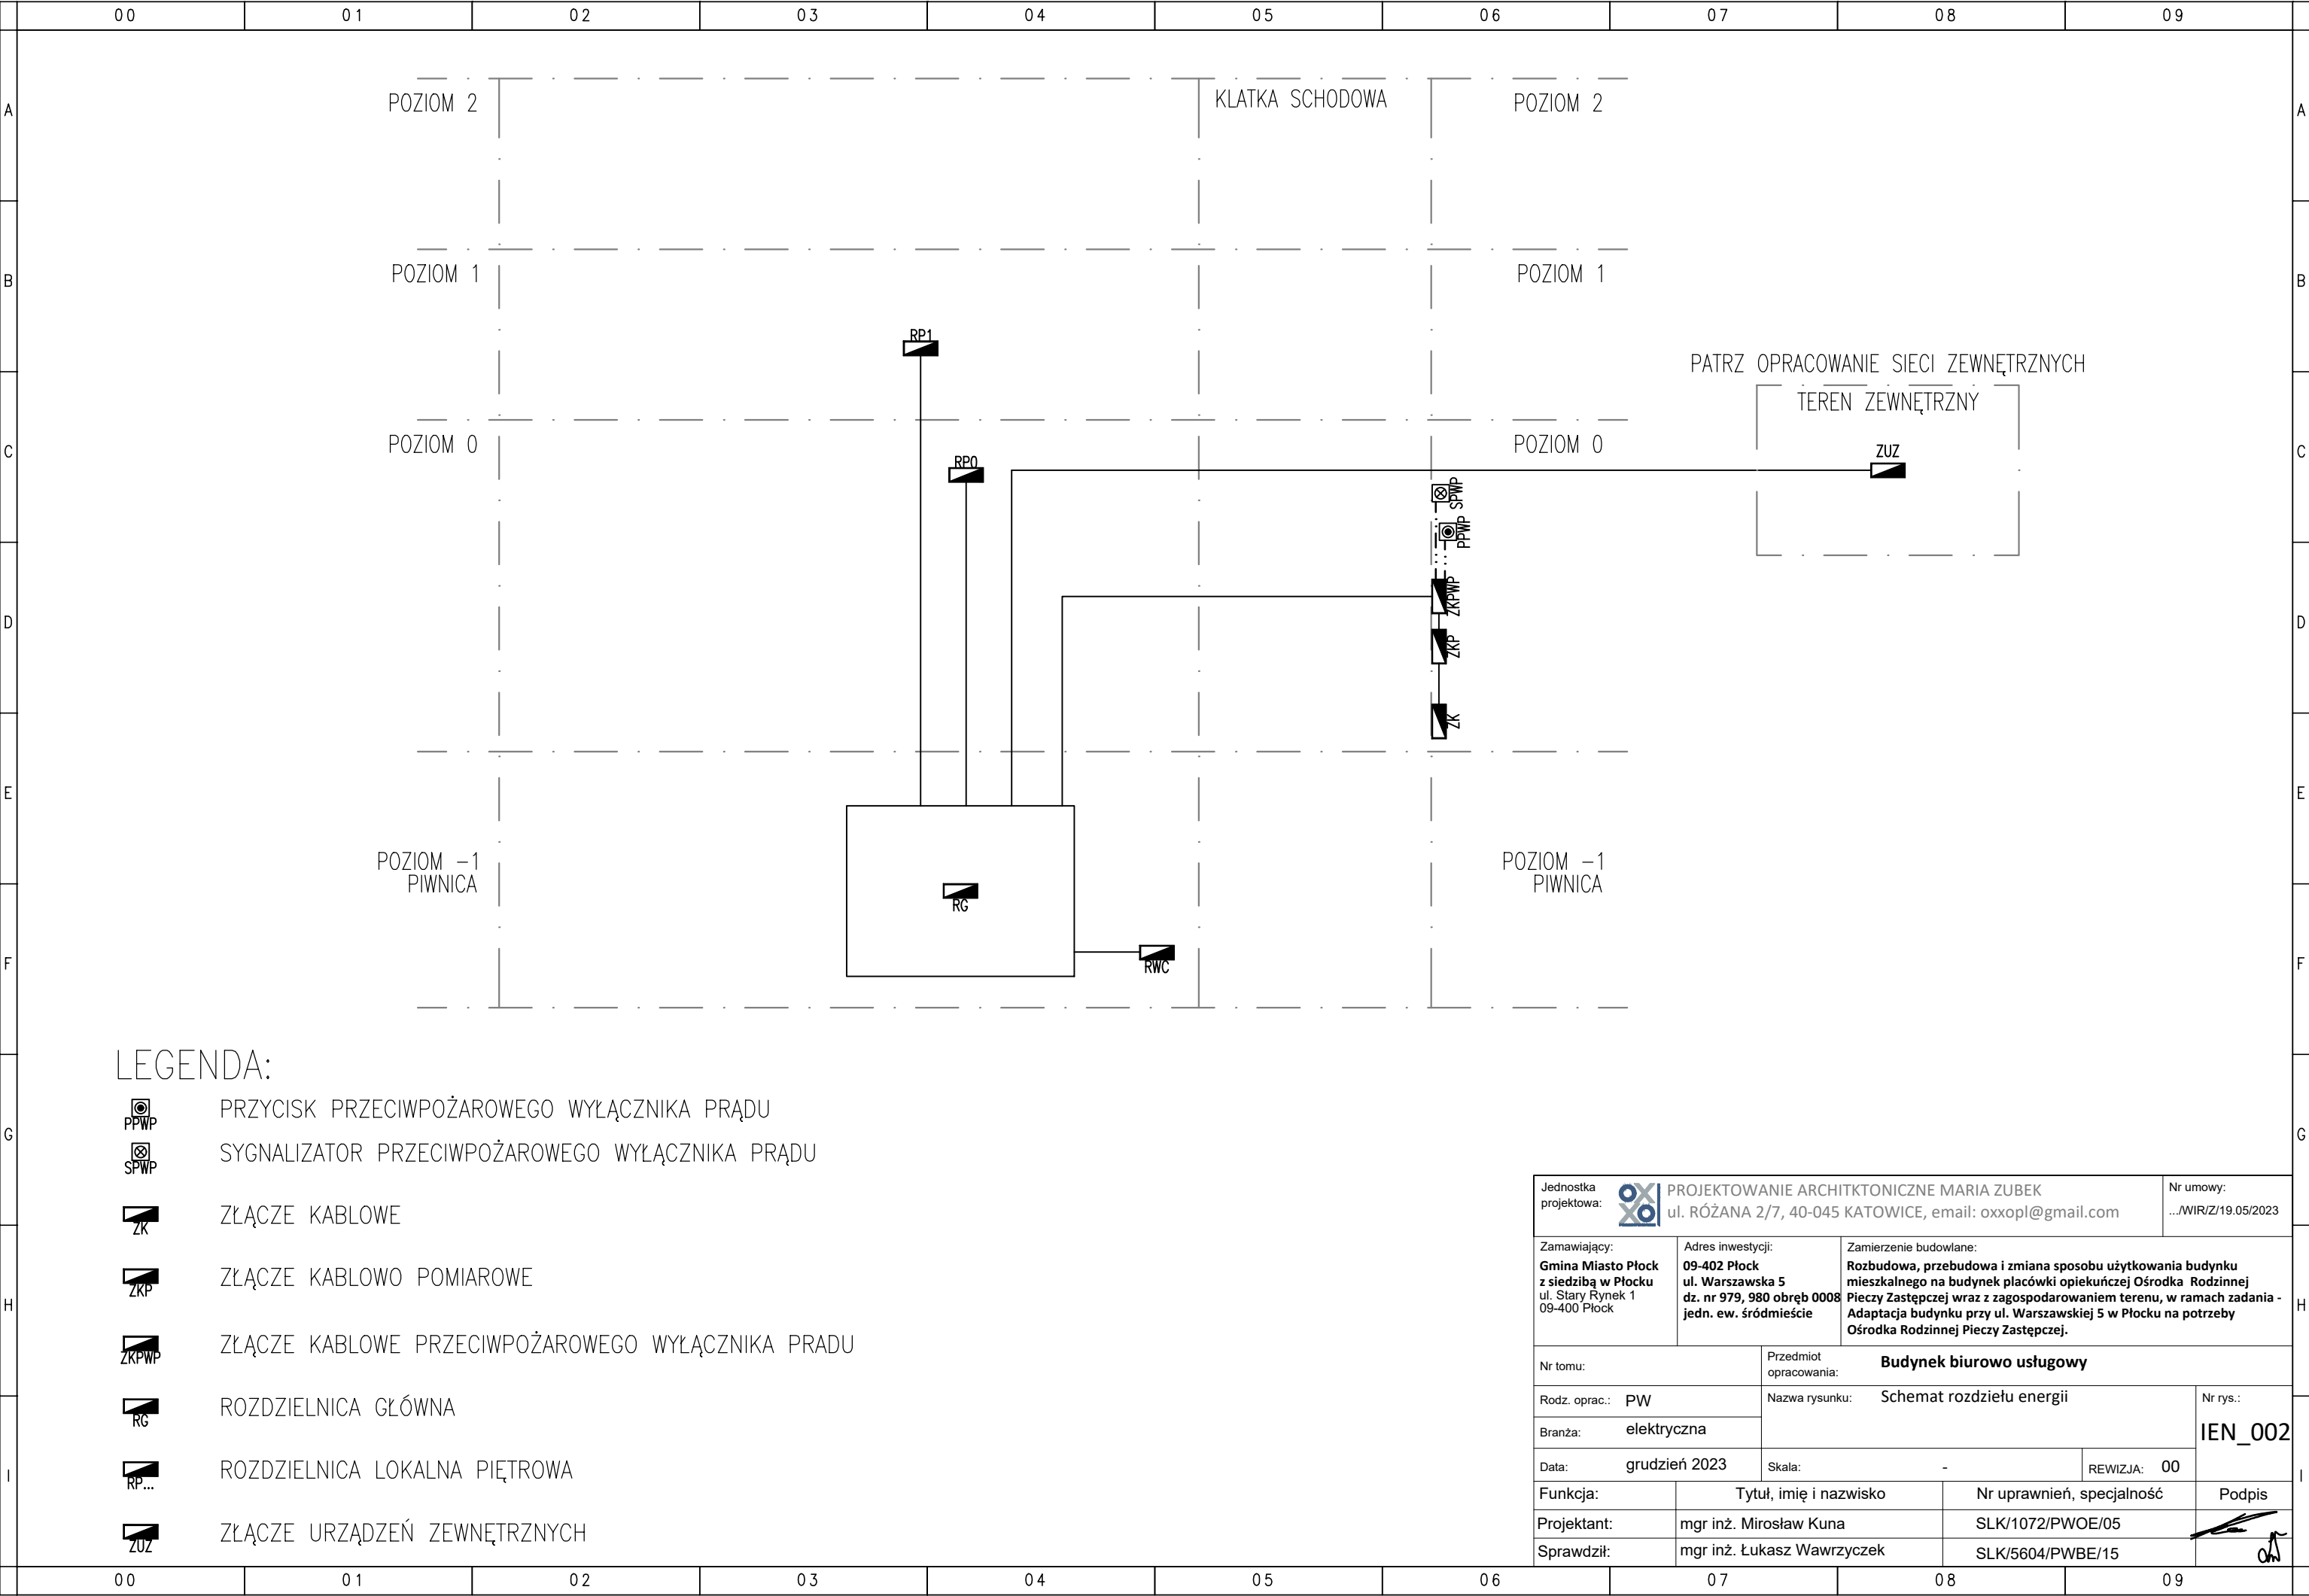 00 01 02 03 04 05 06 07 08 09
A A
B B
C C
D D
E E
F F
G G
H H
I I
POZIOM 2
KLATKA SCHODOWA
POZIOM 2
POZIOM 1
POZIOM 1
RP1
PATRZ OPRACOWANIE SIECI ZEWNĘTRZNYCH
TEREN ZEWNĘTRZNY
POZIOM 0
POZIOM 0
ZUZ
RP0
SPWP
PPWP
ZKPWP
ZKP
ZK
POZIOM -1
PIWNICA
POZIOM -1
PIWNICA
RG
RWC
LEGENDA:
PPWP PRZYCISK PRZECIWPOŻAROWEGO WYŁĄCZNIKA PRĄDU
SPWP SYGNALIZATOR PRZECIWPOŻAROWEGO WYŁĄCZNIKA PRĄDU
ZK ZŁĄCZE KABLOWE
ZKP ZŁĄCZE KABLOWO POMIAROWE
ZKPWP ZŁĄCZE KABLOWE PRZECIWPOŻAROWEGO WYŁĄCZNIKA PRADU
RG ROZDZIELNICA GŁÓWNA
RP... ROZDZIELNICA LOKALNA PIĘTROWA
ZUZ ZŁĄCZE URZĄDZEŃ ZEWNĘTRZNYCH
Jednostka
projektowa:
OXXO
PROJEKTOWANIE ARCHITKTONICZNE MARIA ZUBEK
ul. RÓŻANA 2/7, 40-045 KATOWICE, email: oxxopl@gmail.com
Nr umowy:
.../WIR/Z/19.05/2023
Zamawiający:
Gmina Miasto Płock
z siedzibą w Płocku
ul. Stary Rynek 1
09-400 Płock
Adres inwestycji:
09-402 Płock
ul. Warszawska 5
dz. nr 979, 980 obręb 0008
jedn. ew. śródmieście
Zamierzenie budowlane:
Rozbudowa, przebudowa i zmiana sposobu użytkowania budynku
mieszkalnego na budynek placówki opiekuńczej Ośrodka Rodzinnej
Pieczy Zastępczej wraz z zagospodarowaniem terenu, w ramach zadania -
Adaptacja budynku przy ul. Warszawskiej 5 w Płocku na potrzeby
Ośrodka Rodzinnej Pieczy Zastępczej.
Nr tomu:
Przedmiot
opracowania:
Budynek biurowo usługowy
Rodz. oprac.: PW
Nazwa rysunku: Schemat rozdziełu energii
Nr rys.:
IEN_002
Branża: elektryczna
Data: grudzień 2023
Skala: -
REWIZJA: 00
Funkcja: Tytuł, imię i nazwisko Nr uprawnień, specjalność Podpis
Projektant: mgr inż. Mirosław Kuna SLK/1072/PWOE/05
Sprawdził: mgr inż. Łukasz Wawrzyczek SLK/5604/PWBE/15
00 01 02 03 04 05 06 07 08 09